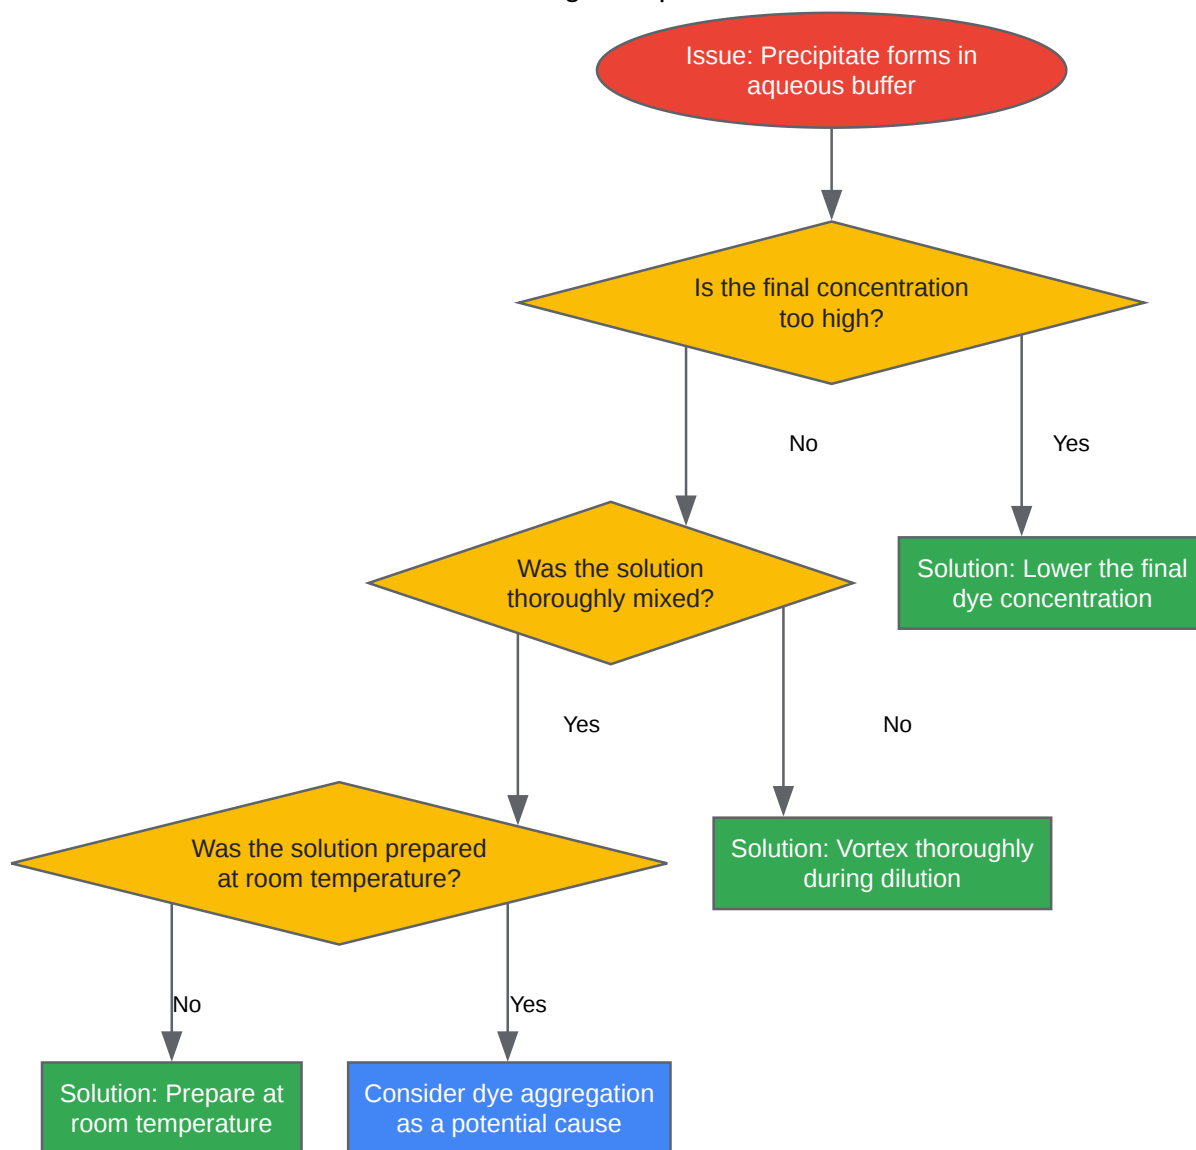 Issue: Precipitate forms in
aqueous buffer
Is the final concentration
too high?
No
Yes
Was the solution
thoroughly mixed?
Solution: Lower the final
dye concentration
Yes
No
Was the solution prepared
at room temperature?
Solution: Vortex thoroughly
during dilution
No
Yes
Solution: Prepare at
room temperature
Consider dye aggregation
as a potential cause